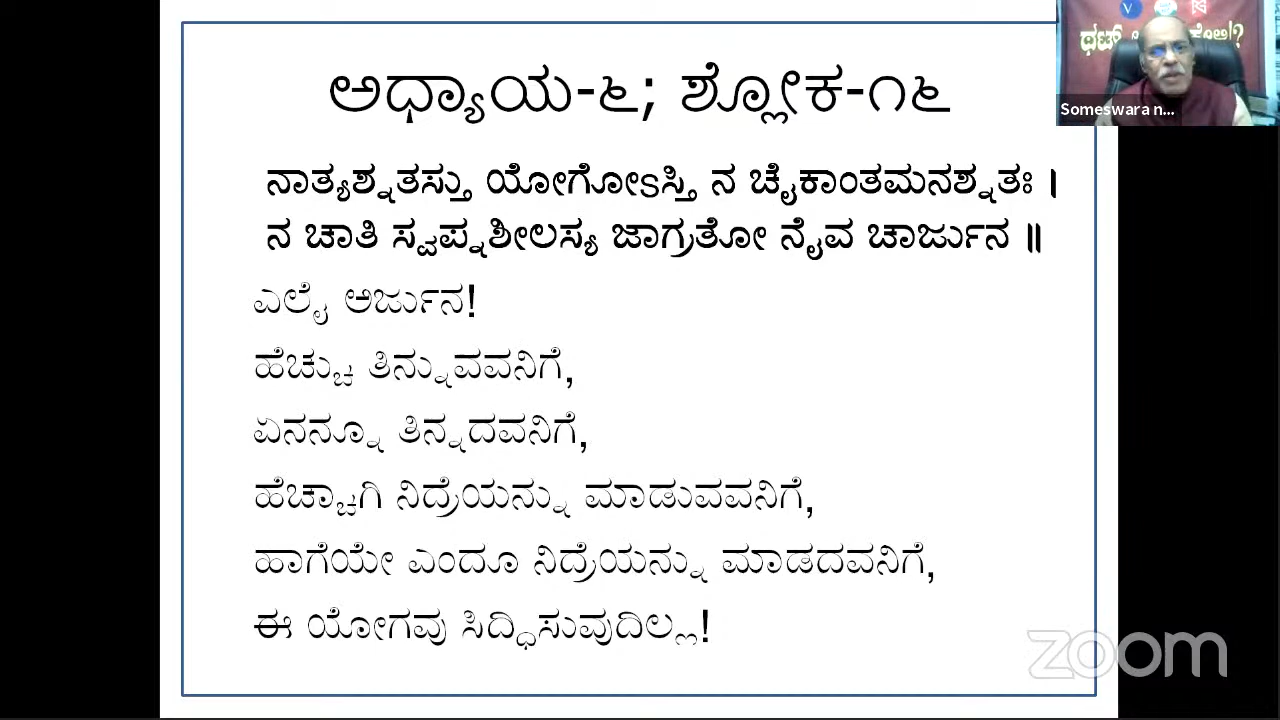 ಅಧ್ಯಾಯ-೬; ಶ್ಲೋಕ-೧೬
ನಾತ್ಯಶ್ನತಸ್ತು ಯೋಗೋsಸ್ತಿ ನ ಚೈಕಾಂತಮನಶ್ನತಃ ।
ನ ಚಾತಿ ಸ್ವಪ್ನಶೀಲಸ್ಯ ಜಾಗ್ರತೋ ನೈವ ಚಾರ್ಜುನ ॥
ಎಲೈ ಅರ್ಜುನ!
ಹೆಚ್ಚು ತಿನ್ನುವವನಿಗೆ,
ಏನನ್ನೂ ತಿನ್ನದವನಿಗೆ,
ಹೆಚ್ಚಾಗಿ ನಿದ್ರೆಯನ್ನು ಮಾಡುವವನಿಗೆ,
ಹಾಗೆಯೇ ಎಂದೂ ನಿದ್ರೆಯನ್ನು ಮಾಡದವನಿಗೆ,
ಈ ಯೋಗವು ಸಿದ್ಧಿಸುವುದಿಲ್ಲ!
Someswara n...
zoom